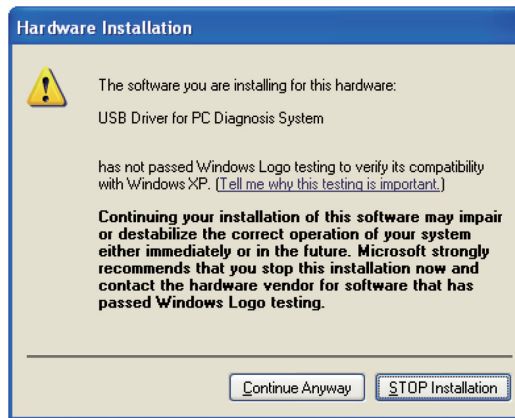 Hardware Installation
The software you are installing for this hardware:
USB Driver for PC Diagnosis System
has not passed Windows Logo testing to verify its compatibility
with Windows XP. (Tell me why this testing is important.)
Continuing your installation of this software may impair
or destabilize the correct operation of your system
either immediately or in the future. Microsoft strongly
recommends that you stop this installation now and
contact the hardware vendor for software that has
passed Windows Logo testing.
Continue Anyway
STOP Installation